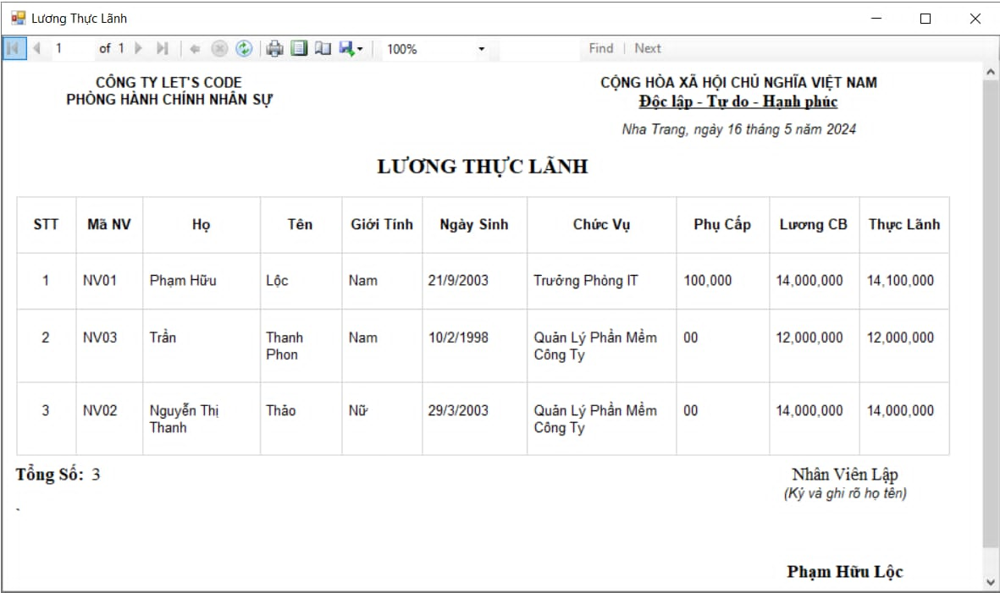 Lương Thực Lãnh
1 of 1 100% Find | Next
CÔNG TY LET'S CODE
PHÒNG HÀNH CHÍNH NHÂN SỰ
CỘNG HÒA XÃ HỘI CHỦ NGHĨA VIỆT NAM
Độc lập - Tự do - Hạnh phúc
Nha Trang, ngày 16 tháng 5 năm 2024
LƯƠNG THỰC LÃNH
STT Mã NV Họ Tên Giới Tính Ngày Sinh Chức Vụ Phụ Cấp Lương CB Thực Lãnh
1 NV01 Phạm Hữu Lộc Nam 21/9/2003 Trưởng Phòng IT 100,000 14,000,000 14,100,000
2 NV03 Trần Thanh Nam 10/2/1998 Quản Lý Phần Mềm 00 12,000,000 12,000,000
Phon Công Ty
3 NV02 Nguyễn Thị Thảo Nữ 29/3/2003 Quản Lý Phần Mềm 00 14,000,000 14,000,000
Thanh Công Ty
Tổng Số: 3
Nhân Viên Lập
(Ký và ghi rõ họ tên)
`
Phạm Hữu Lộc